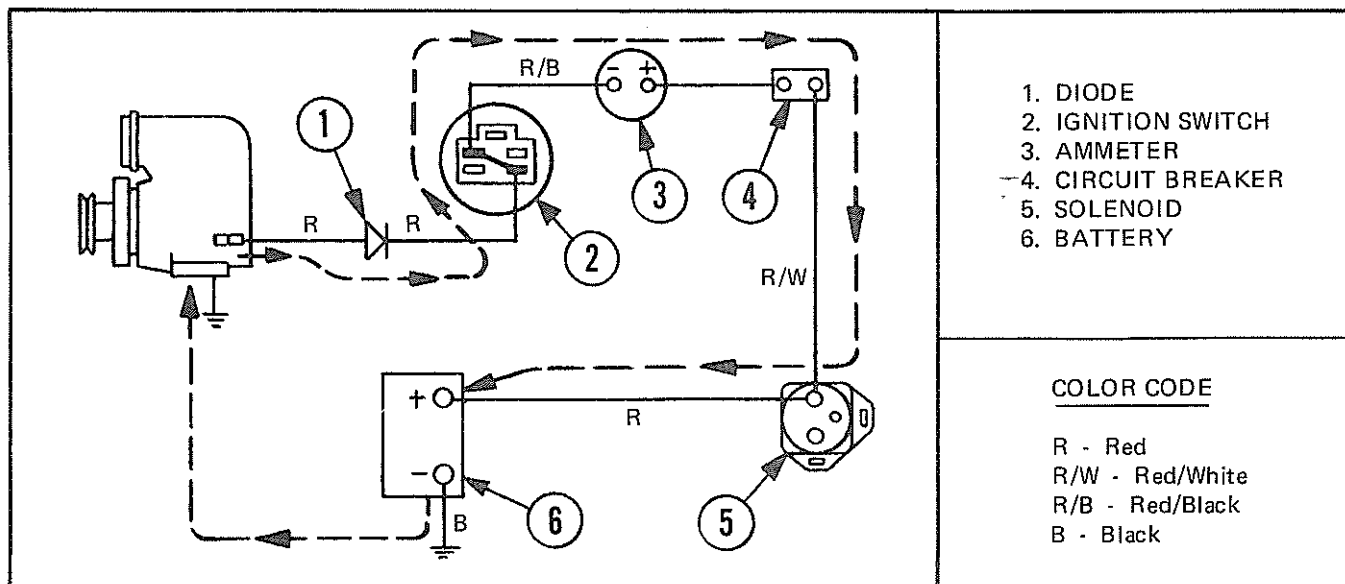 R/B
- +
1
R
R
2
3
4
R/W
+
R
-
B
6
5
1. DIODE
2. IGNITION SWITCH
3. AMMETER
4. CIRCUIT BREAKER
5. SOLENOID
6. BATTERY
COLOR CODE
R - Red
R/W - Red/White
R/B - Red/Black
B - Black